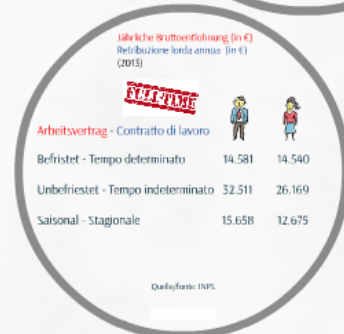 Jährliche Bruttoentlohnung (in €)
Retribuzione lorda annua (in €)
(2013)
FULL-TIME
Arbeitsvertrag - Contratto di lavoro
Befristet - Tempo determinato 14.581 14.540
Unbefriestet - Tempo indeterminato 32.511 26.169
Saisonal - Stagionale 15.658 12.675
Quelle/fonte: INPS